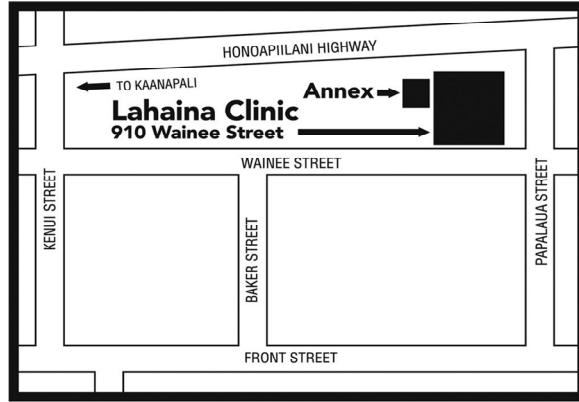 HONOAPIILANI HIGHWAY
TO KAANAPALI
Annex
Lahaina Clinic
910 Wainee Street
WAINEE STREET
KENUI STREET
BAKER STREET
PAPALAUA STREET
FRONT STREET